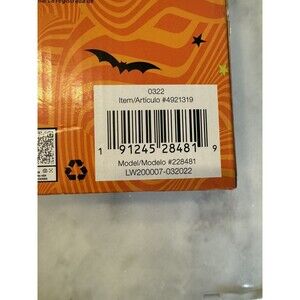 0322
Item/Artículo #4921319
1 91245 28481 9
Model/Modelo #228481
LW200007-032022